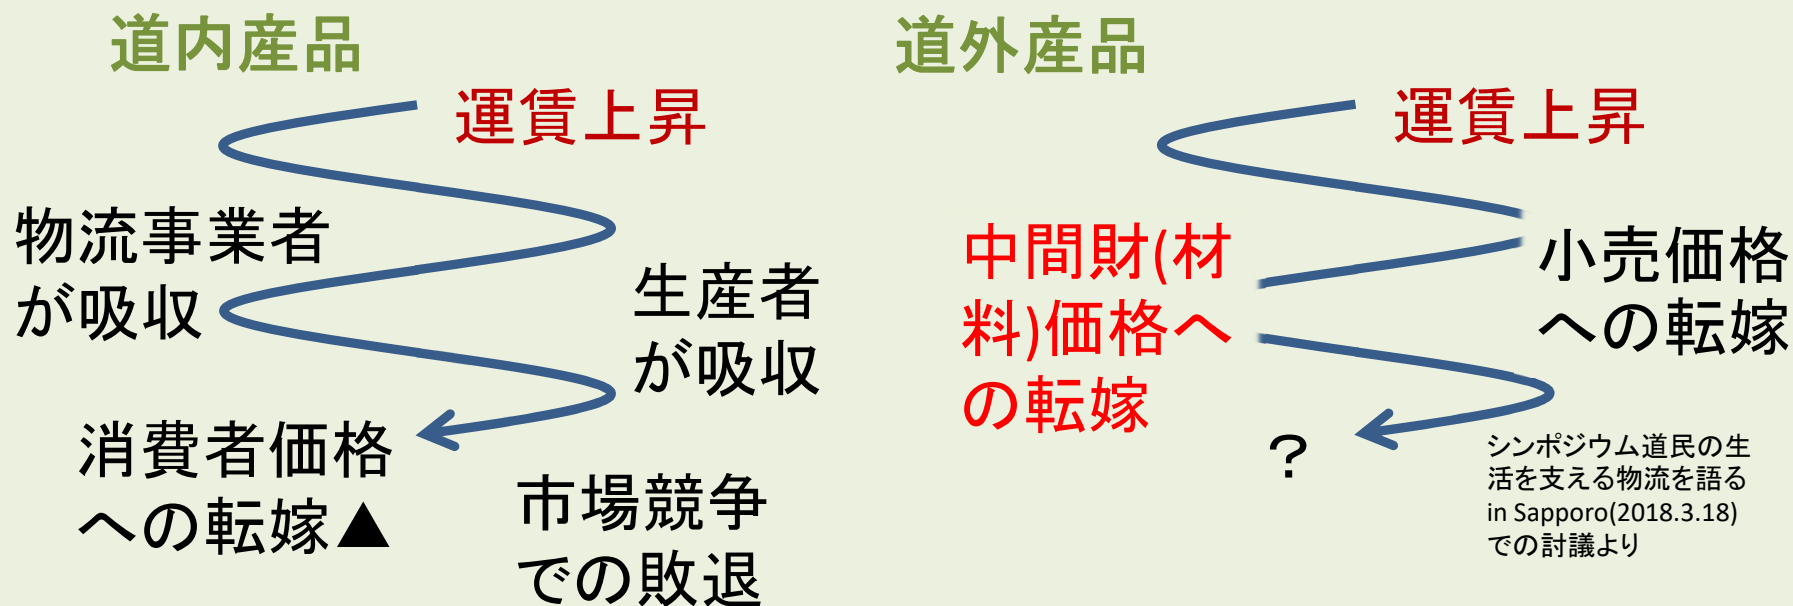 道内産品
運賃上昇
物流事業者
が吸収
生産者
が吸収
消費者価格
への転嫁▲
市場競争
での敗退
道外産品
運賃上昇
小売価格
への転嫁
中間財(材
料)価格へ
の転嫁
?
シンポジウム道民の生
活を支える物流を語る
in Sapporo(2018.3.18)
での討議より